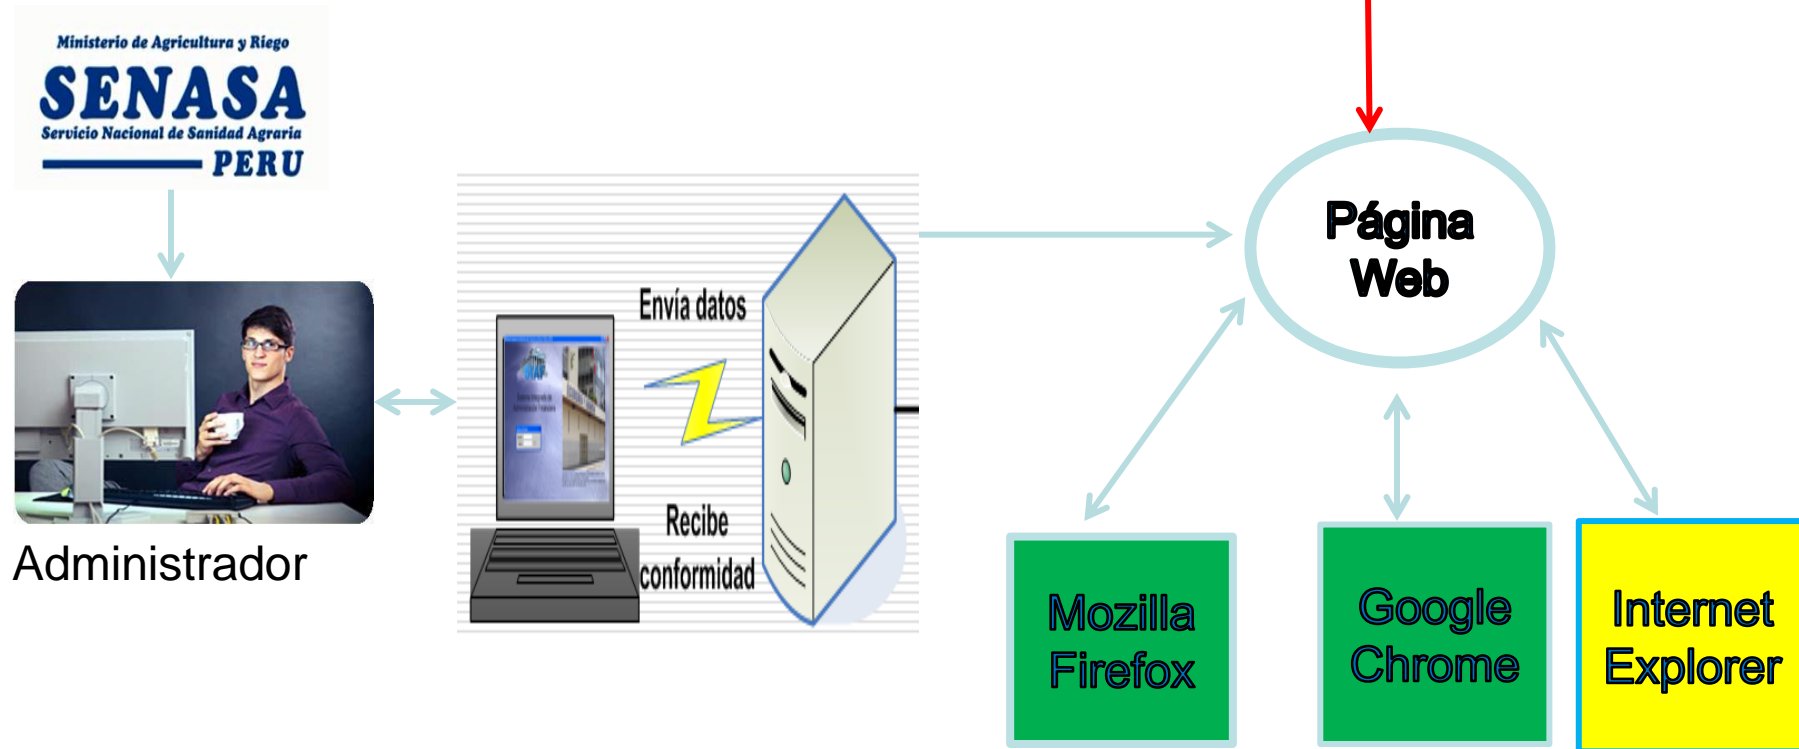 Ministerio de Agricultura y Riego
SENASA
Servicio Nacional de Sanidad Agraria
PERU
Administrador
Envía datos
Recibe
conformidad
Página
Web
Mozilla
Firefox
Google
Chrome
Internet
Explorer